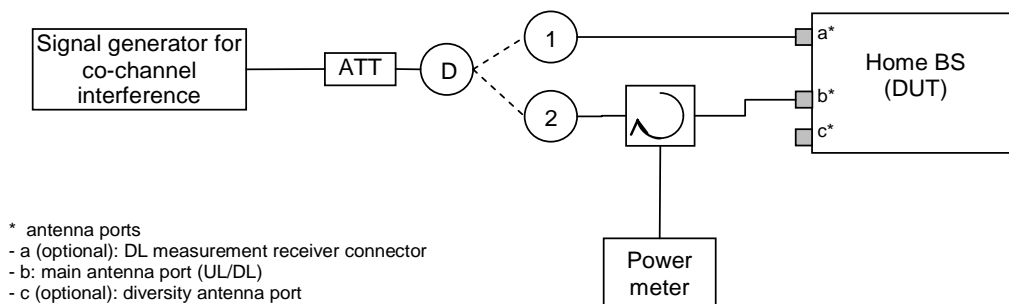 Signal generator for
co-channel
interference
ATT
D
1
2
a*
b*
c*
Home BS
(DUT)
Power
meter
* antenna ports
- a (optional): DL measurement receiver connector
- b: main antenna port (UL/DL)
- c (optional): diversity antenna port